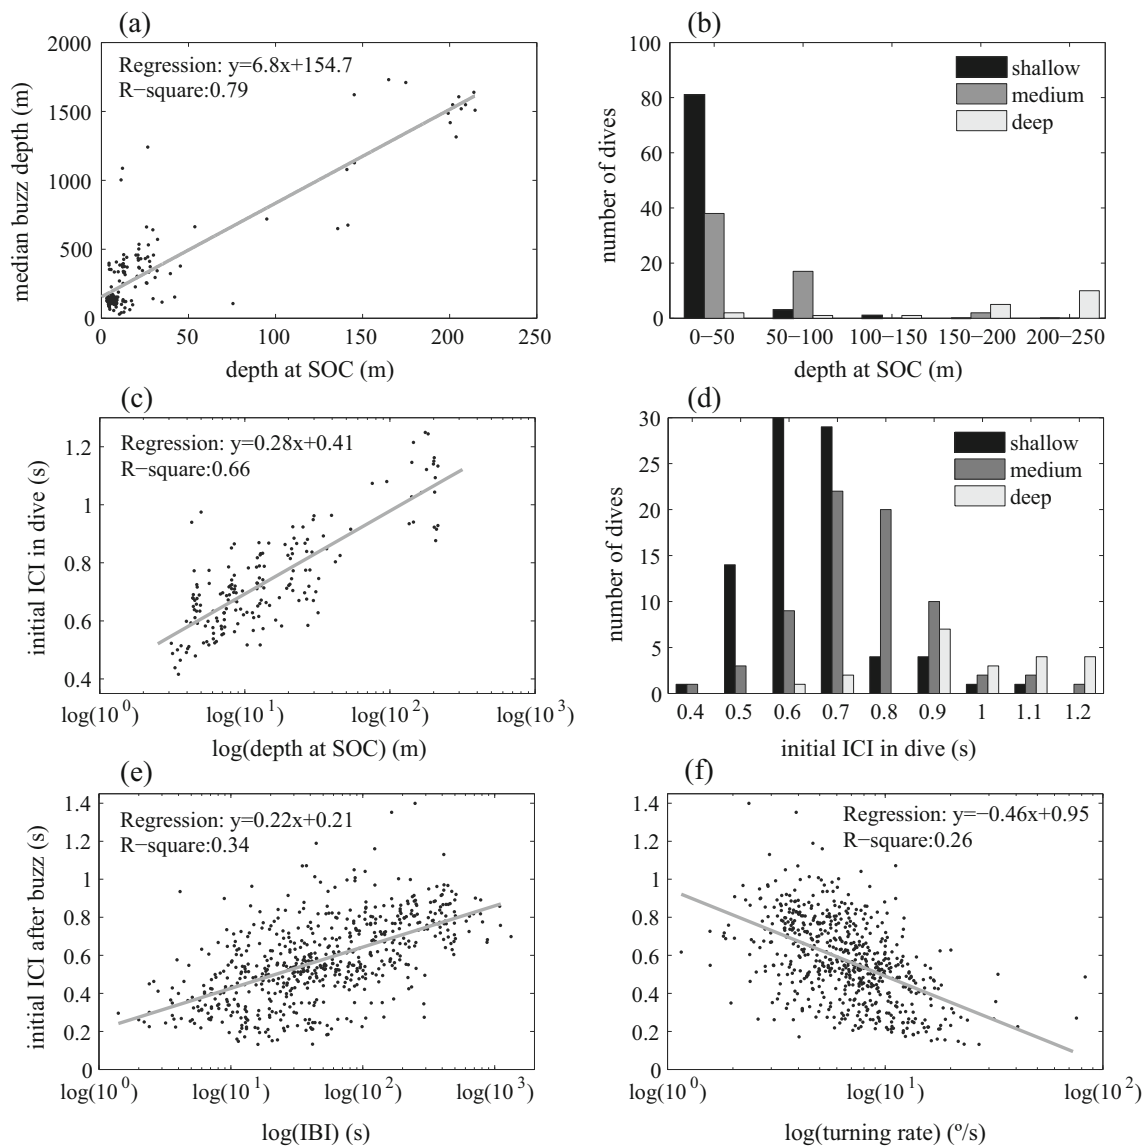 (a)
2000
1500
1000
500
0
median buzz depth (m)
Regression: y=6.8x+154.7
R−square:0.79
0 50 100 150 200 250
depth at SOC (m)
(b)
100
80
60
40
20
0
number of dives
shallow
medium
deep
0−50 50−100 100−150 150−200 200−250
depth at SOC (m)
(c)
1.2
1
0.8
0.6
0.4
initial ICI in dive (s)
Regression: y=0.28x+0.41
R−square:0.66
log(10⁰) log(10¹) log(10²) log(10³)
log(depth at SOC) (m)
(d)
30
25
20
15
10
5
0
number of dives
shallow
medium
deep
0.4 0.5 0.6 0.7 0.8 0.9 1 1.1 1.2
initial ICI in dive (s)
(e)
1.4
1.2
1
0.8
0.6
0.4
0.2
0
initial ICI after buzz (s)
Regression: y=0.22x+0.21
R−square:0.34
log(10⁰) log(10¹) log(10²) log(10³)
log(IBI) (s)
(f)
1.4
1.2
1
0.8
0.6
0.4
0.2
0
Regression: y=−0.46x+0.95
R−square:0.26
log(10⁰) log(10¹) log(10²)
log(turning rate) (º/s)